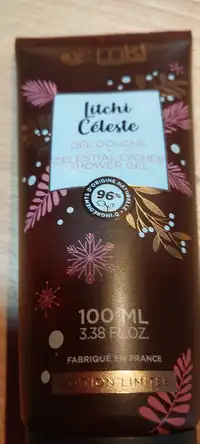 Litchi
Céleste
GEL DOUCHE
CELESTIAL LYCHEE
SHOWER GEL
96%
D'INGRÉDIENTS D'ORIGINE NATURELLE
100 ML
3.38 FL.OZ.
FABRIQUÉ EN FRANCE
ÉDITION LIMITÉE